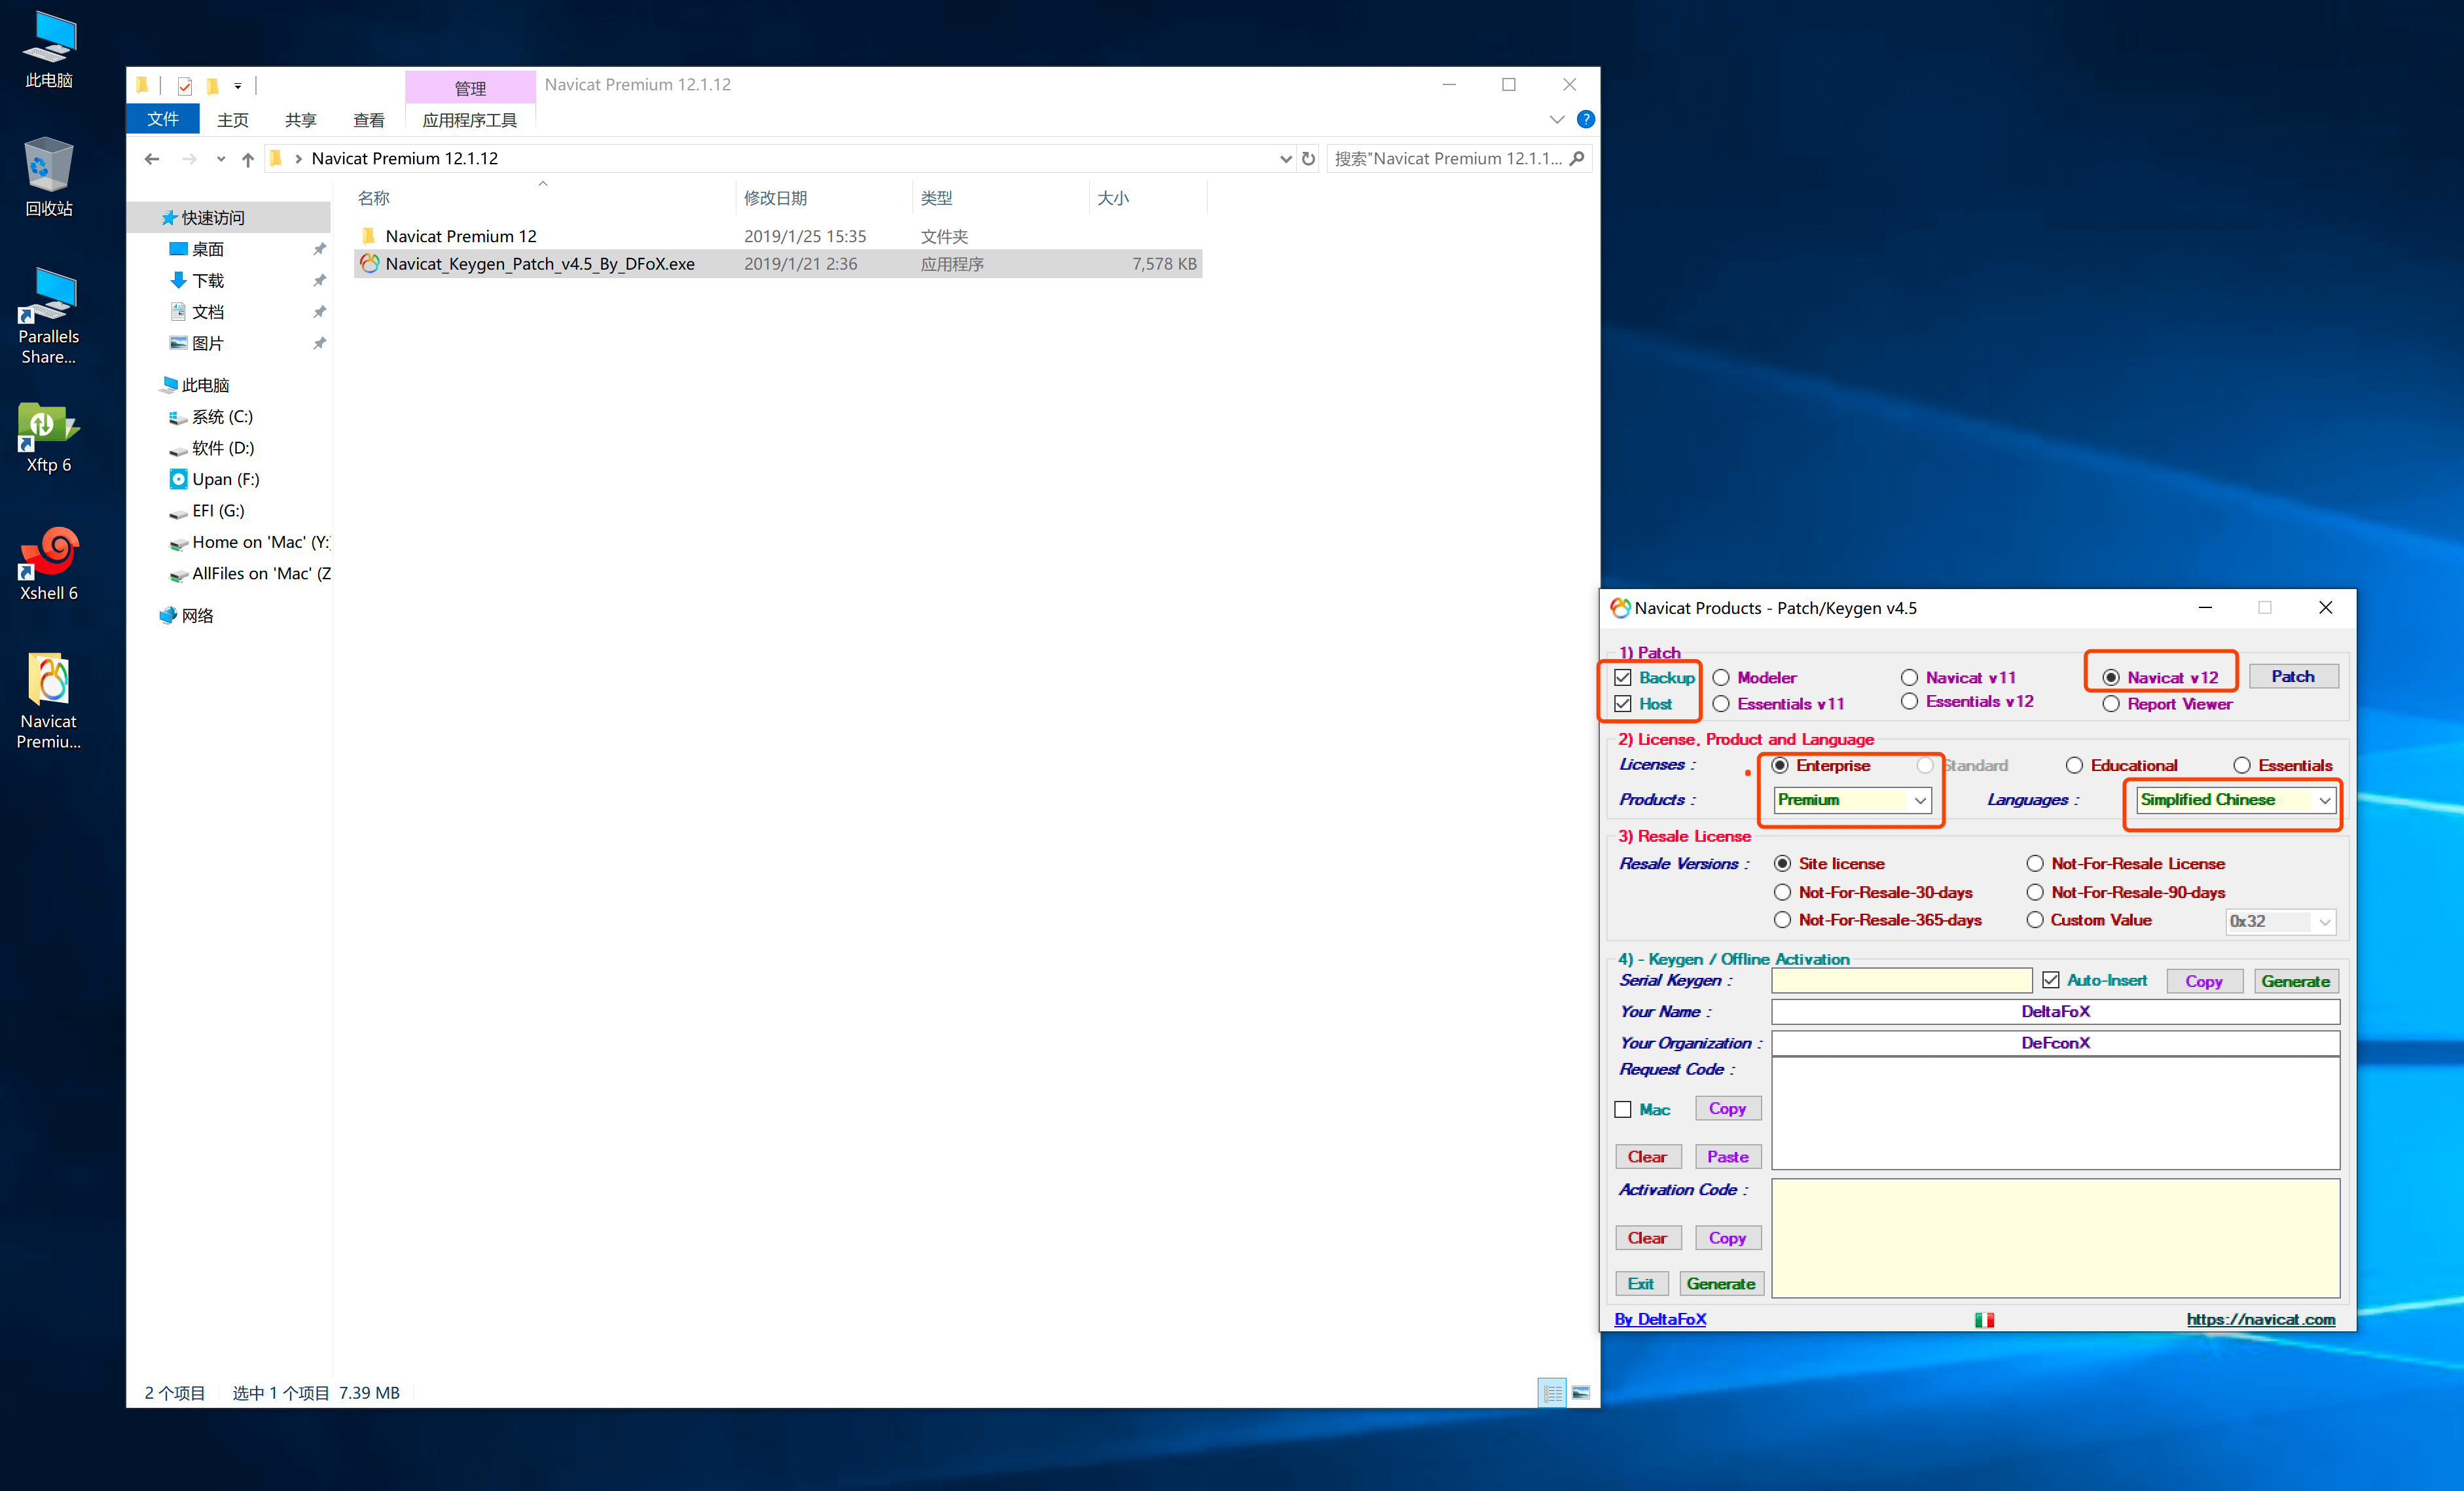 此电脑
回收站
Parallels
Share...
Xftp 6
Xshell 6
Navicat
Premiu...
管理
Navicat Premium 12.1.12
文件
主页
共享
查看
应用程序工具
Navicat Premium 12.1.12
搜索"Navicat Premium 12.1.1...
名称
修改日期
类型
大小
Navicat Premium 12
2019/1/25 15:35
文件夹
Navicat_Keygen_Patch_v4.5_By_DFoX.exe
2019/1/21 2:36
应用程序
7,578 KB
快速访问
桌面
下载
文档
图片
此电脑
系统 (C:)
软件 (D:)
Upan (F:)
EFI (G:)
Home on 'Mac' (Y:)
AllFiles on 'Mac' (Z
网络
2 个项目
选中 1 个项目 7.39 MB
Navicat Products - Patch/Keygen v4.5
1) Patch
Backup
Modeler
Navicat v11
Navicat v12
Patch
Host
Essentials v11
Essentials v12
Report Viewer
2) License, Product and Language
Licenses :
Enterprise
Standard
Educational
Essentials
Products :
Premium
Languages :
Simplified Chinese
3) Resale License
Resale Versions :
Site license
Not-For-Resale License
Not-For-Resale-30-days
Not-For-Resale-90-days
Not-For-Resale-365-days
Custom Value
0x32
4) - Keygen / Offline Activation
Serial Keygen :
Auto-Insert
Copy
Generate
Your Name :
DeltaFoX
Your Organization :
DeFconX
Request Code :
Mac
Copy
Clear
Paste
Activation Code :
Clear
Copy
Exit
Generate
By DeltaFoX
https://navicat.com